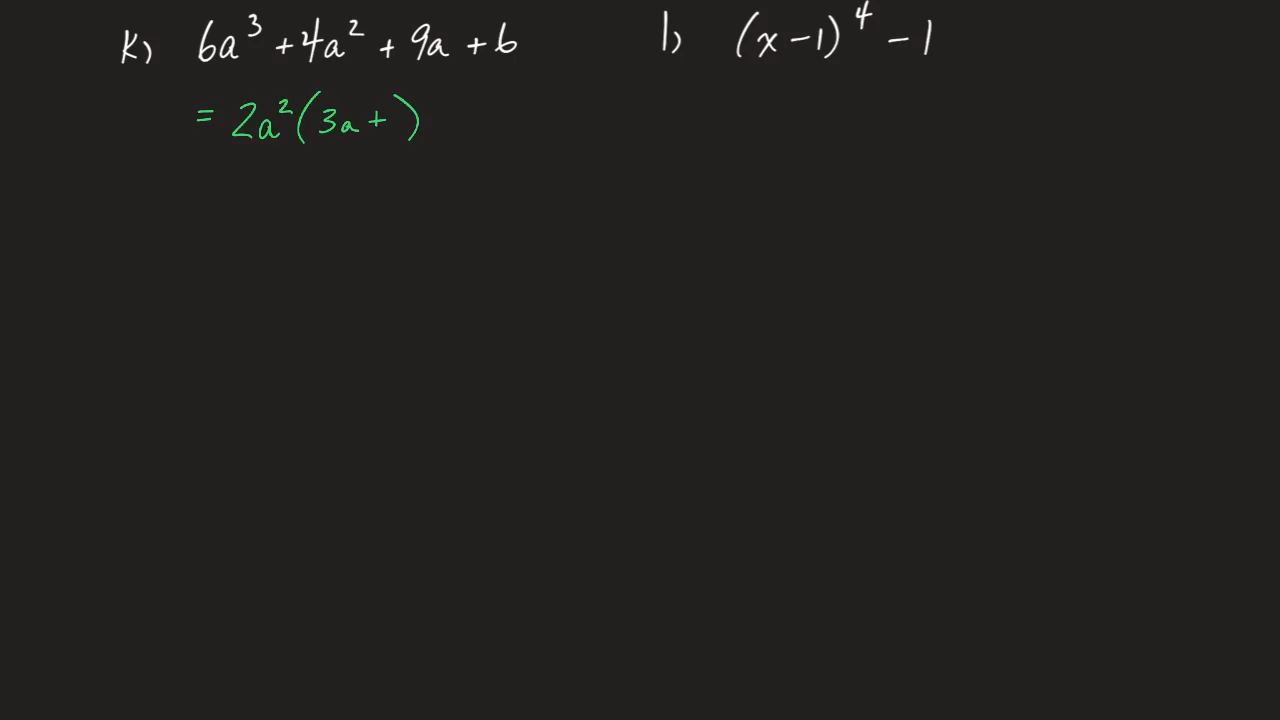 k) 6a³ + 4a² + 9a + 6
= 2a²(3a + )
l) (x − 1)⁴ − 1